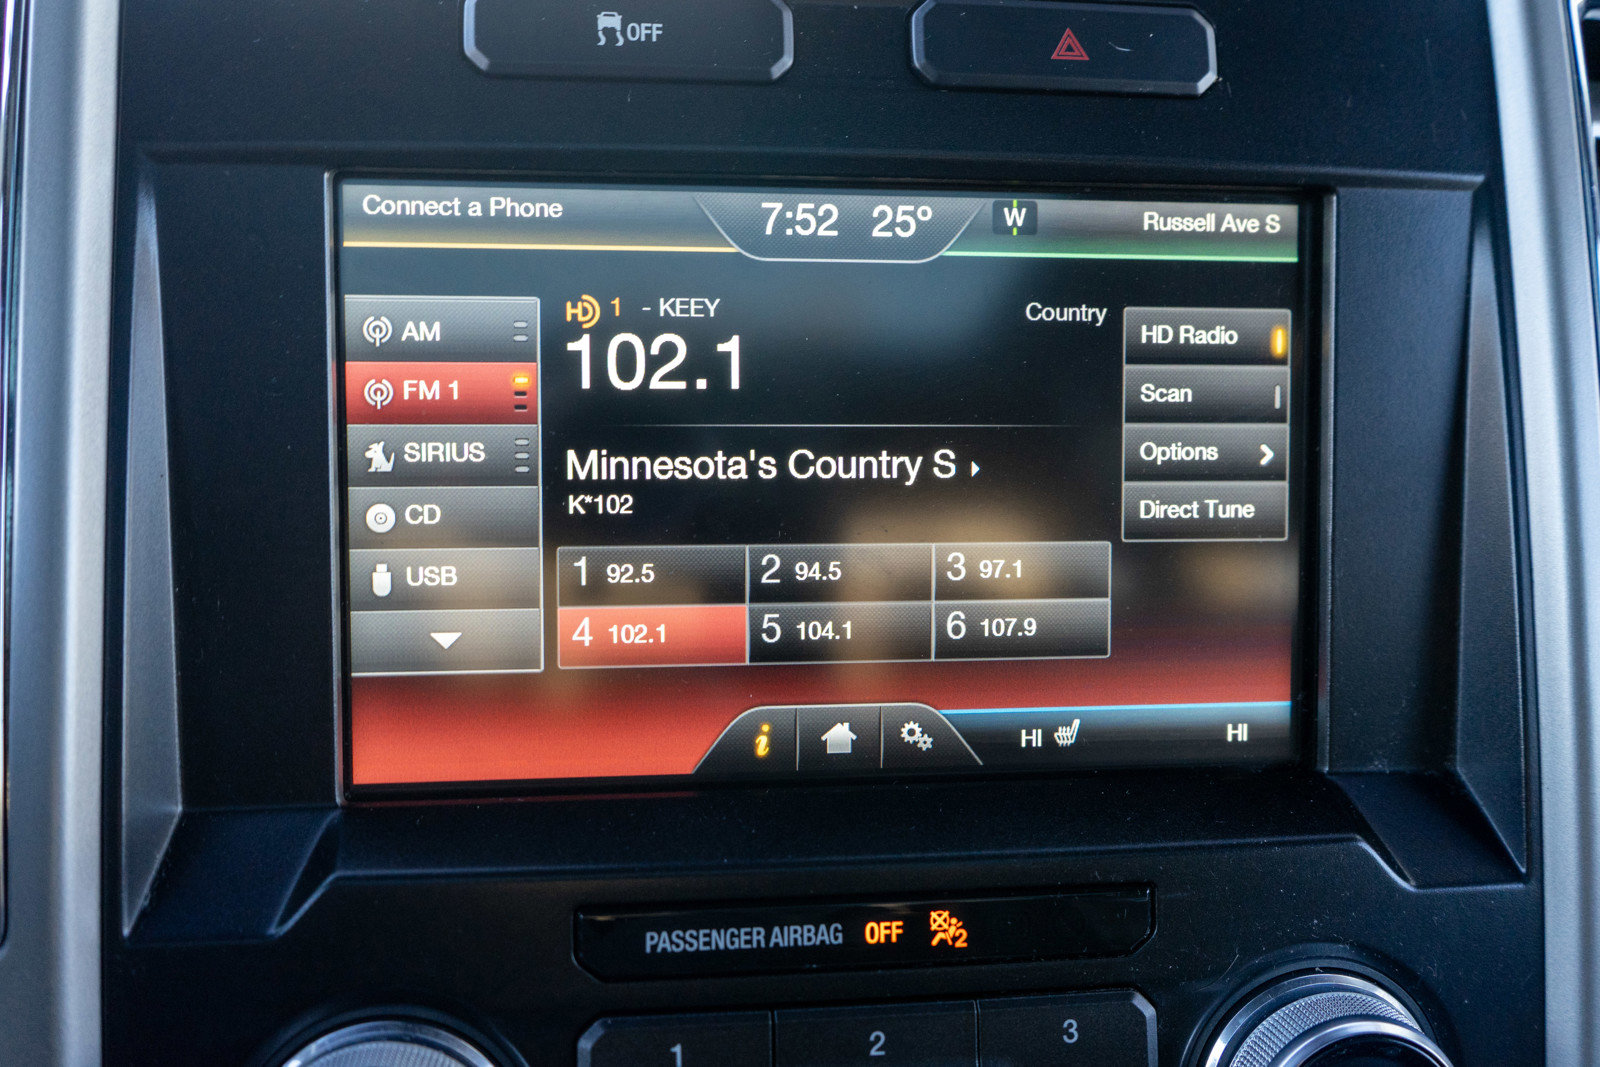 OFF
Connect a Phone
7:52 25°
W
Russell Ave S
AM
FM 1
SIRIUS
CD
USB
HD 1 - KEEY
102.1
Country
Minnesota's Country S
K*102
1 92.5
2 94.5
3 97.1
4 102.1
5 104.1
6 107.9
HD Radio
Scan
Options
Direct Tune
i
HI
HI
PASSENGER AIRBAG OFF 2
1
2
3